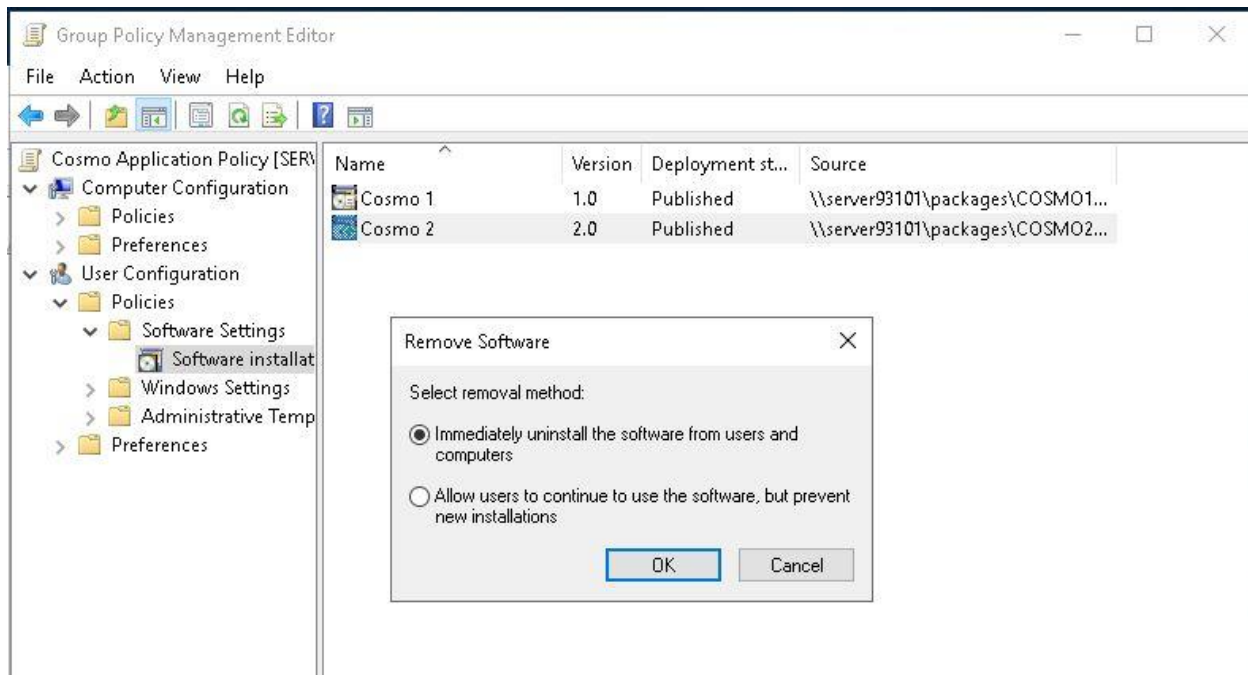 Group Policy Management Editor
File Action View Help
Cosmo Application Policy [SER\
Computer Configuration
Policies
Preferences
User Configuration
Policies
Software Settings
Software installat
Windows Settings
Administrative Temp
Preferences
Name Version Deployment st... Source
Cosmo 1 1.0 Published \\server93101\packages\COSMO1...
Cosmo 2 2.0 Published \\server93101\packages\COSMO2...
Remove Software
Select removal method:
Immediately uninstall the software from users and
computers
Allow users to continue to use the software, but prevent
new installations
OK Cancel